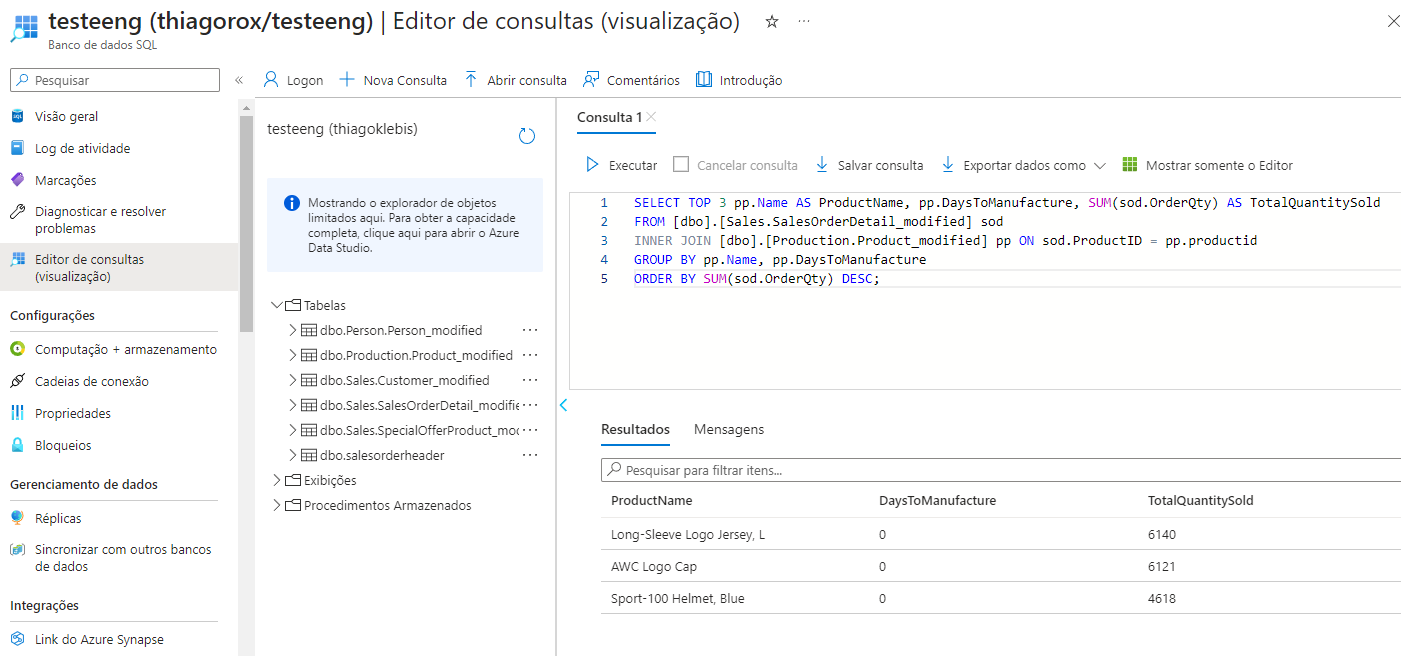 testeeng (thiagorox/testeeng) | Editor de consultas (visualização)
Banco de dados SQL
Pesquisar
Logon
Nova Consulta
Abrir consulta
Comentários
Introdução
Visão geral
Log de atividade
Marcações
Diagnosticar e resolver
problemas
Editor de consultas
(visualização)
Configurações
Computação + armazenamento
Cadeias de conexão
Propriedades
Bloqueios
Gerenciamento de dados
Réplicas
Sincronizar com outros bancos
de dados
Integrações
Link do Azure Synapse
testeeng (thiagoklebis)
Mostrando o explorador de objetos
limitados aqui. Para obter a capacidade
completa, clique aqui para abrir o Azure
Data Studio.
Tabelas
dbo.Person.Person_modified
dbo.Production.Product_modified
dbo.Sales.Customer_modified
dbo.Sales.SalesOrderDetail_modifie
dbo.Sales.SpecialOfferProduct_moc
dbo.salesorderheader
Exibições
Procedimentos Armazenados
Consulta 1
Executar
Cancelar consulta
Salvar consulta
Exportar dados como
Mostrar somente o Editor
1 SELECT TOP 3 pp.Name AS ProductName, pp.DaysToManufacture, SUM(sod.OrderQty) AS TotalQuantitySold
2 FROM [dbo].[Sales.SalesOrderDetail_modified] sod
3 INNER JOIN [dbo].[Production.Product_modified] pp ON sod.ProductID = pp.productid
4 GROUP BY pp.Name, pp.DaysToManufacture
5 ORDER BY SUM(sod.OrderQty) DESC;
Resultados
Mensagens
Pesquisar para filtrar itens...
ProductName DaysToManufacture TotalQuantitySold
Long-Sleeve Logo Jersey, L 0 6140
AWC Logo Cap 0 6121
Sport-100 Helmet, Blue 0 4618